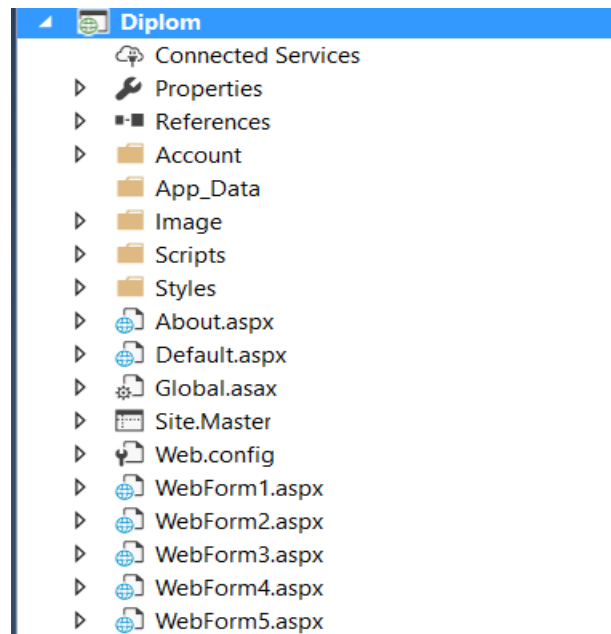 Diplom
Connected Services
Properties
References
Account
App_Data
Image
Scripts
Styles
About.aspx
Default.aspx
Global.asax
Site.Master
Web.config
WebForm1.aspx
WebForm2.aspx
WebForm3.aspx
WebForm4.aspx
WebForm5.aspx